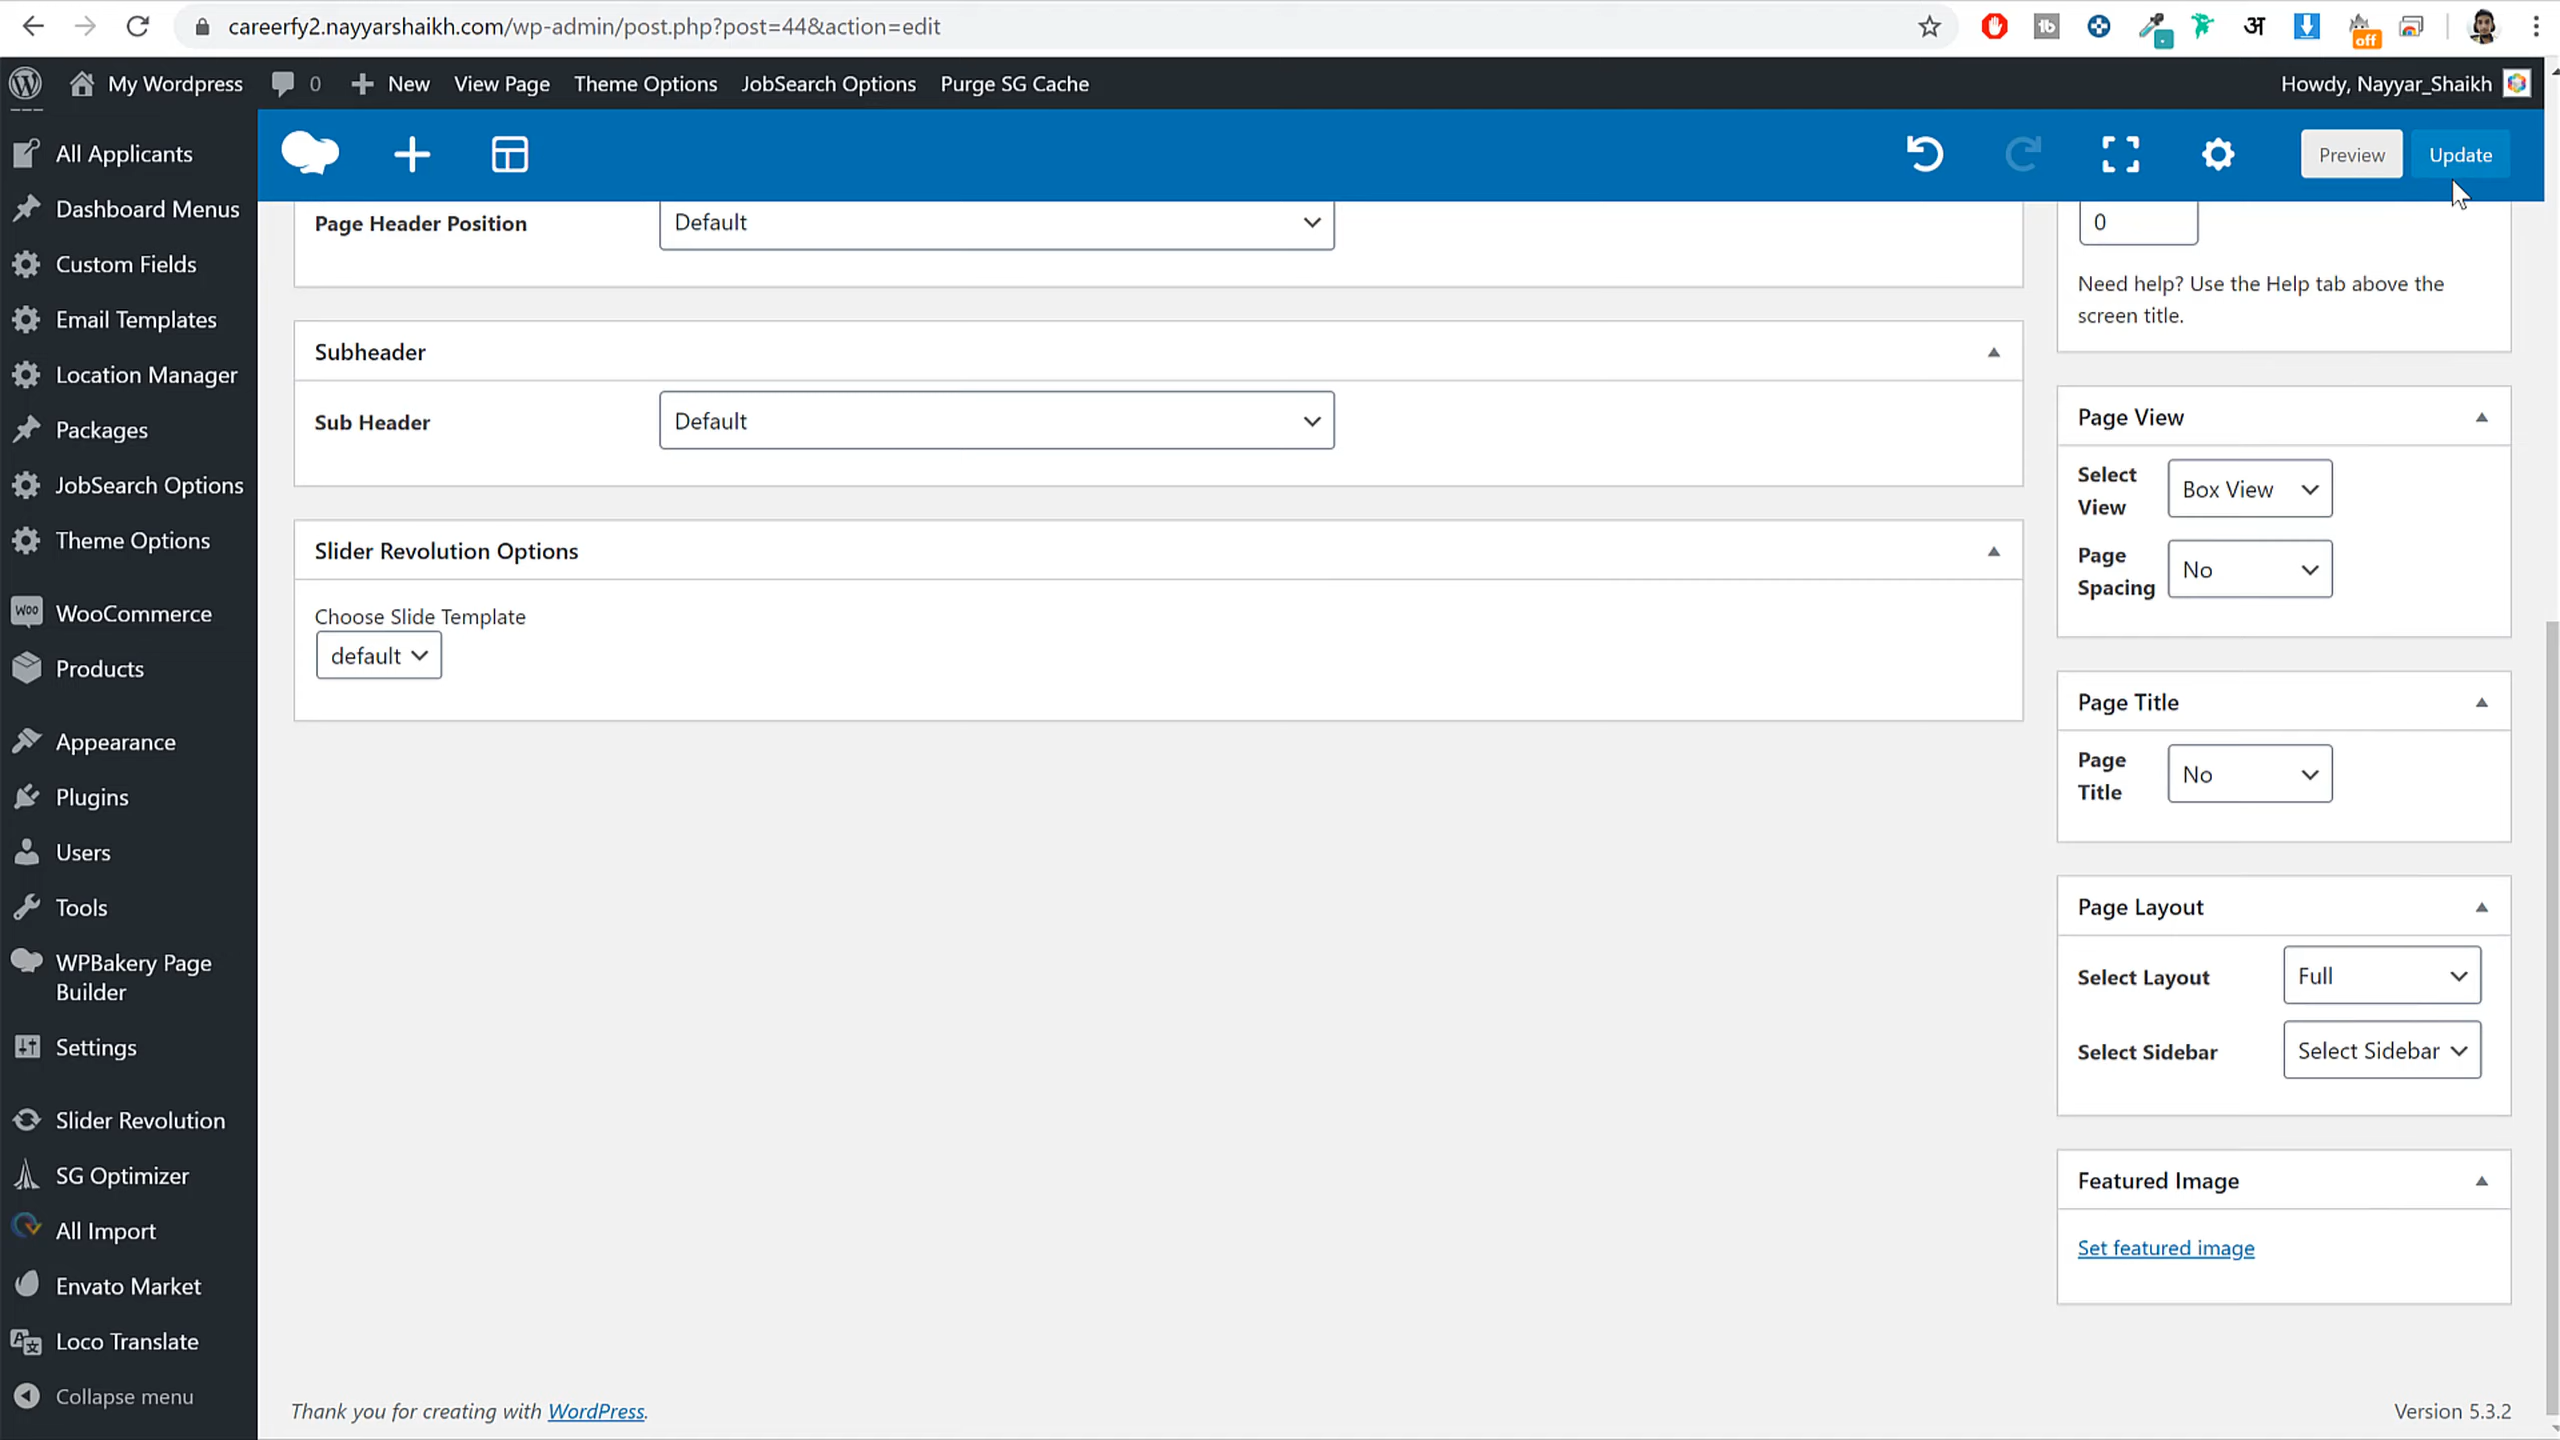 careerfy2.nayyarshaikh.com/wp-admin/post.php?post=44&action=edit
off
My Wordpress 0 New View Page Theme Options JobSearch Options Purge SG Cache Howdy, Nayyar_Shaikh
Preview Update
All Applicants
Dashboard Menus
Custom Fields
Email Templates
Location Manager
Packages
JobSearch Options
Theme Options
WooCommerce
Products
Appearance
Plugins
Users
Tools
WPBakery Page
Builder
Settings
Slider Revolution
SG Optimizer
All Import
Envato Market
Loco Translate
Collapse menu
Page Header Position Default
Subheader
Sub Header Default
Slider Revolution Options
Choose Slide Template
default
0
Need help? Use the Help tab above the
screen title.
Page View
Select
View
Box View
Page
Spacing
No
Page Title
Page
Title
No
Page Layout
Select Layout Full
Select Sidebar Select Sidebar
Featured Image
Set featured image
Thank you for creating with WordPress.
Version 5.3.2